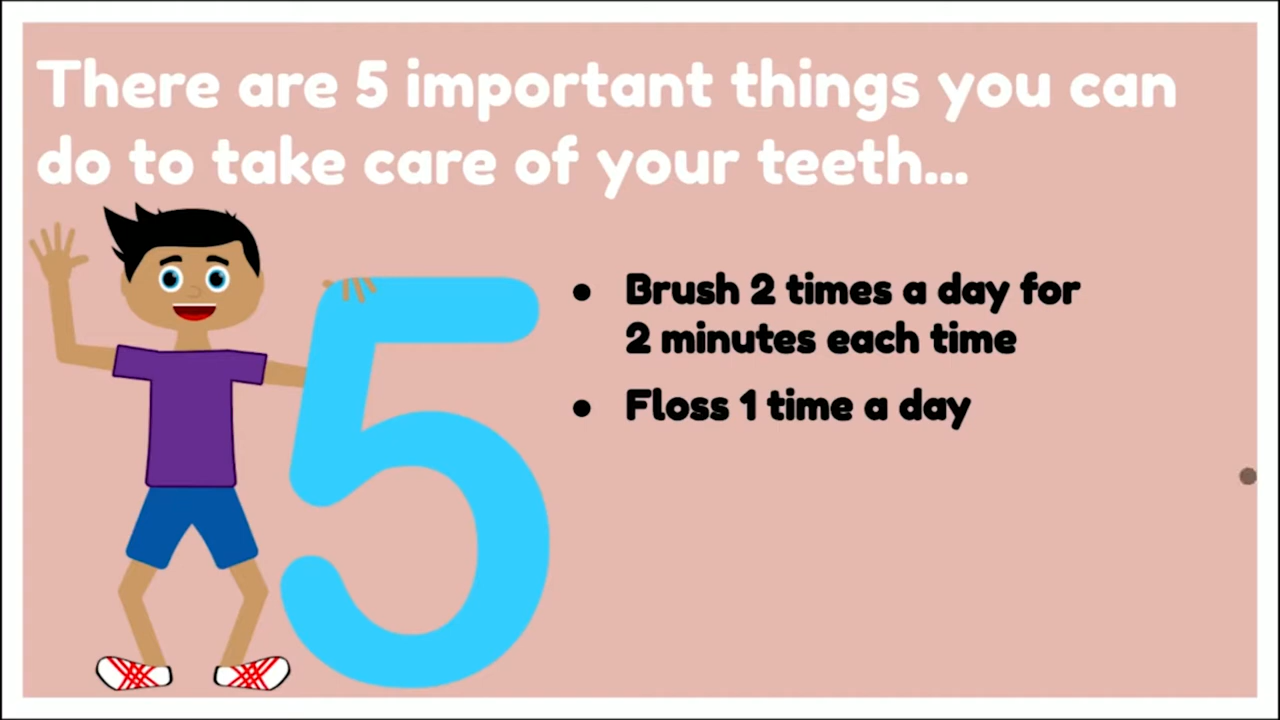 There are 5 important things you can
do to take care of your teeth...
5
● Brush 2 times a day for
2 minutes each time
● Floss 1 time a day